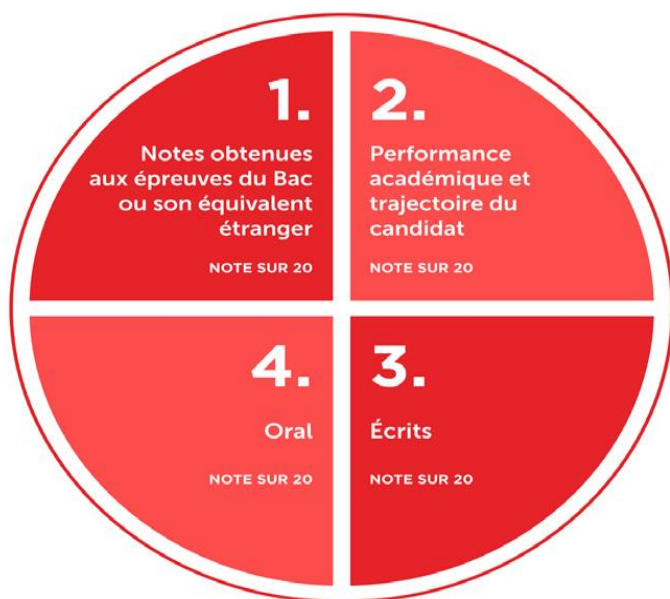 1.
Notes obtenues
aux épreuves du Bac
ou son équivalent
étranger
NOTE SUR 20
2.
Performance
académique et
trajectoire du
candidat
NOTE SUR 20
4.
Oral
NOTE SUR 20
3.
Écrits
NOTE SUR 20